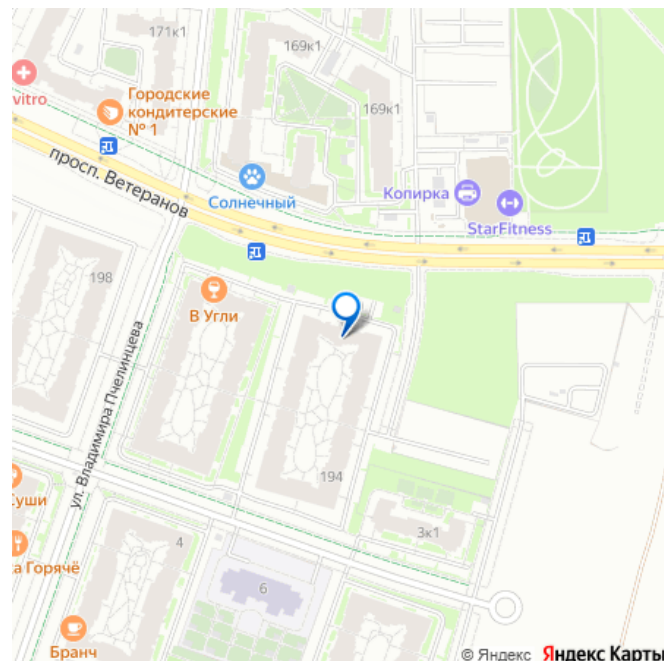 171к1
169к1
vitro
Городские
кондитерские
№ 1
169к1
просп. Ветеранов
Солнечный
Копирка
StarFitness
198
В Угли
ул. Владимира Пчелинцева
194
Суши
3к1
4
а Горячё
6
Бранч
© Яндекс Яндекс Карты